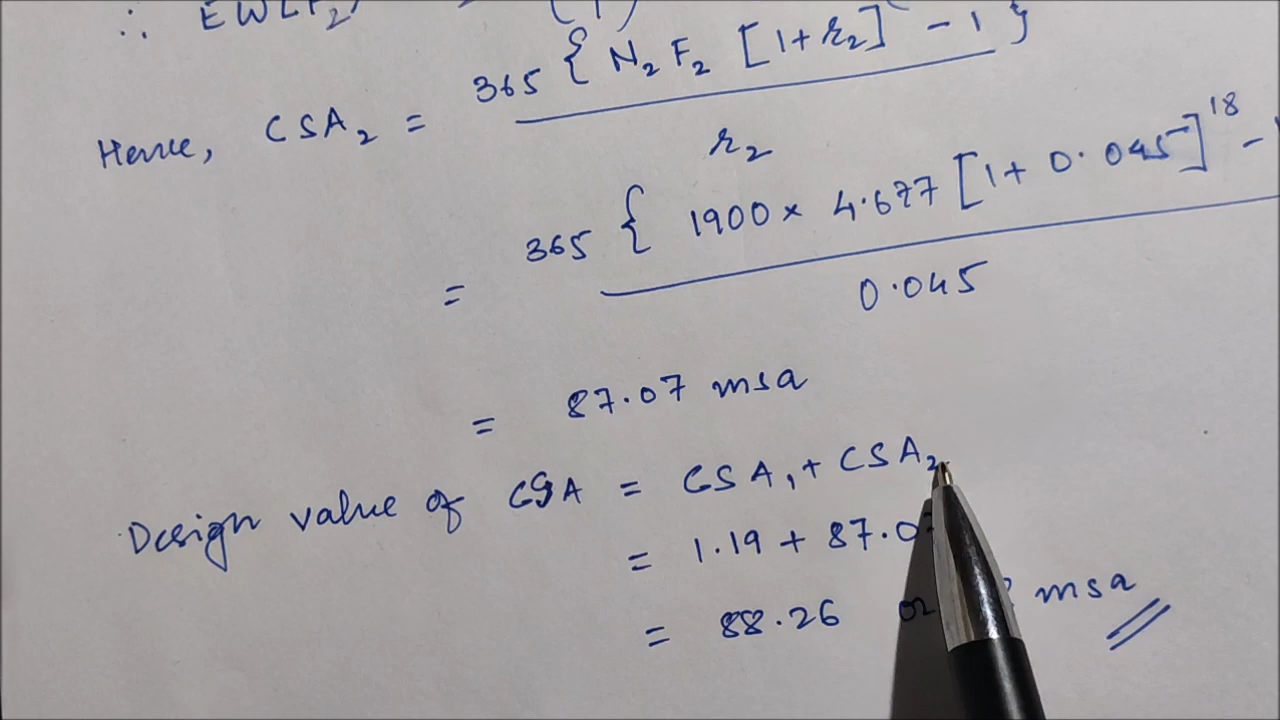 ∴ EWLF₂
Hence, CSA₂ = 365 { N₂ F₂ [1+r₂] - 1 }
r₂
= 365 { 1900 × 4.677 [1 + 0.045]¹⁸ -
0.045
= 87.07 msa
Design value of CSA = CSA₁ + CSA₂
= 1.19 + 87.0
= 88.26 or msa